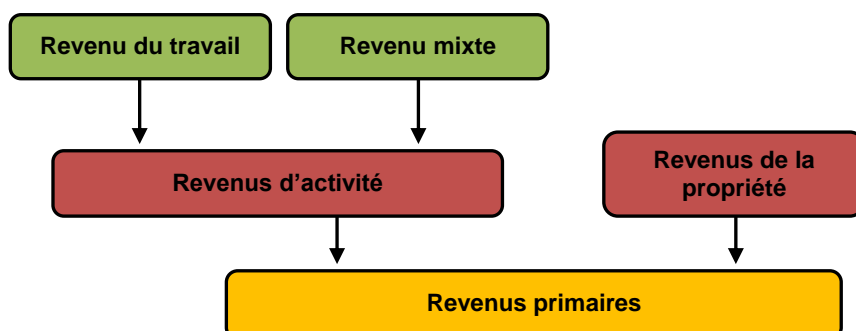 Revenu du travail
Revenu mixte
Revenus d’activité
Revenus de la
propriété
Revenus primaires